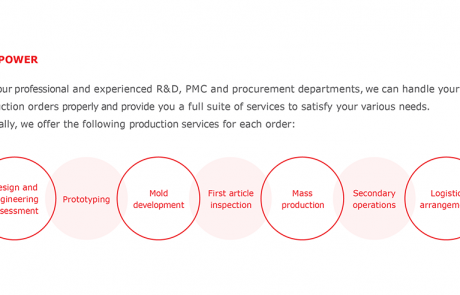 POWER
our professional and experienced R&D, PMC and procurement departments, we can handle your
ction orders properly and provide you a full suite of services to satisfy your various needs.
ally, we offer the following production services for each order:
esign and
gineering
sessment
Prototyping
Mold
development
First article
inspection
Mass
production
Secondary
operations
Logistic
arrangem